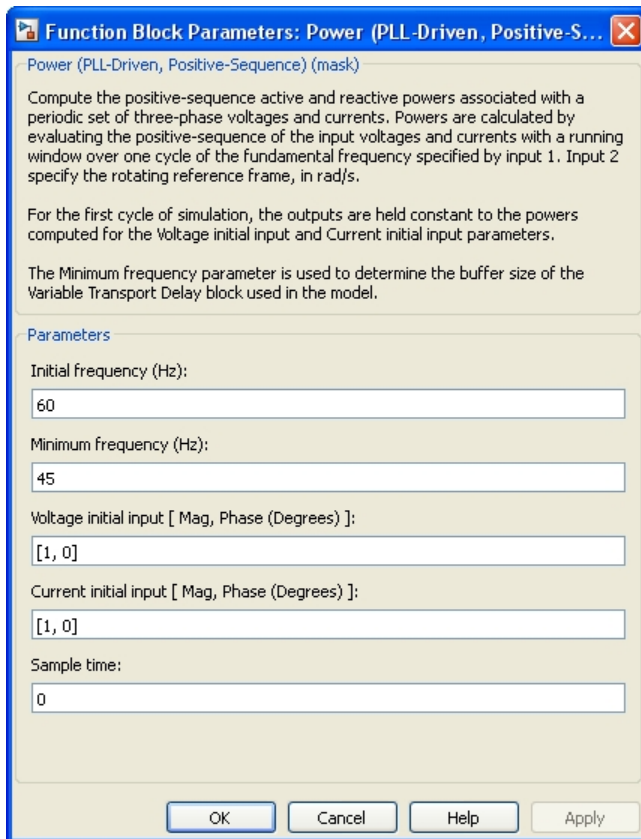 Function Block Parameters: Power (PLL-Driven, Positive-S...
Power (PLL-Driven, Positive-Sequence) (mask)
Compute the positive-sequence active and reactive powers associated with a
periodic set of three-phase voltages and currents. Powers are calculated by
evaluating the positive-sequence of the input voltages and currents with a running
window over one cycle of the fundamental frequency specified by input 1. Input 2
specify the rotating reference frame, in rad/s.
For the first cycle of simulation, the outputs are held constant to the powers
computed for the Voltage initial input and Current initial input parameters.
The Minimum frequency parameter is used to determine the buffer size of the
Variable Transport Delay block used in the model.
Parameters
Initial frequency (Hz):
60
Minimum frequency (Hz):
45
Voltage initial input [ Mag, Phase (Degrees) ]:
[1, 0]
Current initial input [ Mag, Phase (Degrees) ]:
[1, 0]
Sample time:
0
OK Cancel Help Apply